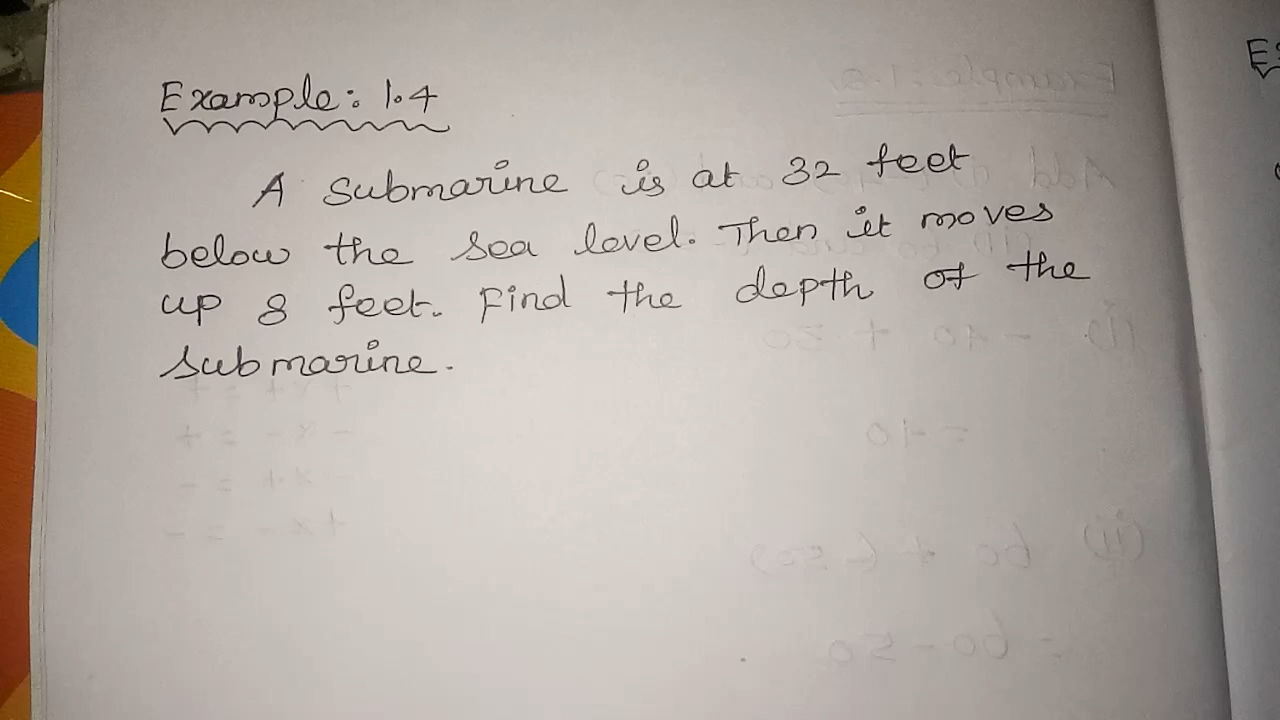 Example: 1.4
A submarine is at 32 feet
below the sea level. Then it moves
up 8 feet. Find the depth of the
submarine.